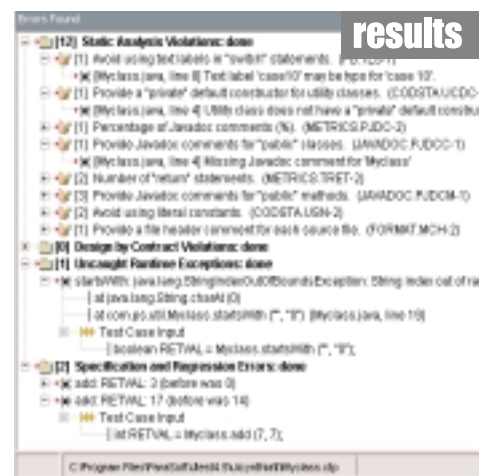 Errors Found
results
[12] Static Analysis Violations: done
[1] Avoid using text labels in "switch" statements.
[Myclass.java, line 8] Text label 'case10' may be typo for 'case 10'.
[1] Provide a "private" default constructor for utility classes. (CODSTA.UCDC-
[Myclass.java, line 4] Utility class does not have a "private" default constru
[1] Percentage of Javadoc comments (%). (METRICS.PJDC-2)
[1] Provide Javadoc comments for "public" classes. (JAVADOC.PJDCC-1)
[Myclass.java, line 4] Missing Javadoc comment for 'Myclass'
[2] Number of "return" statements. (METRICS.TRET-2)
[3] Provide Javadoc comments for "public" methods. (JAVADOC.PJDCM-1)
[2] Avoid using literal constants. (CODSTA.USN-2)
[1] Provide a file header comment for each source file. (FORMAT.MCH-2)
[0] Design by Contract Violations: done
[1] Uncaught Runtime Exceptions: done
startsWith: java.lang.StringIndexOutOfBoundsException: String index out of ra
at java.lang.String charAt (0)
at com.ps.util.Myclass.startsWith ("", "0") [Myclass.java, line 19]
Test Case Input
boolean RETVAL = Myclass.startsWith ("", "0");
[2] Specification and Regression Errors: done
add: RETVAL: 3 (before was 0)
add: RETVAL: 17 (before was 14)
Test Case Input
int RETVAL = Myclass.add (7, 7);